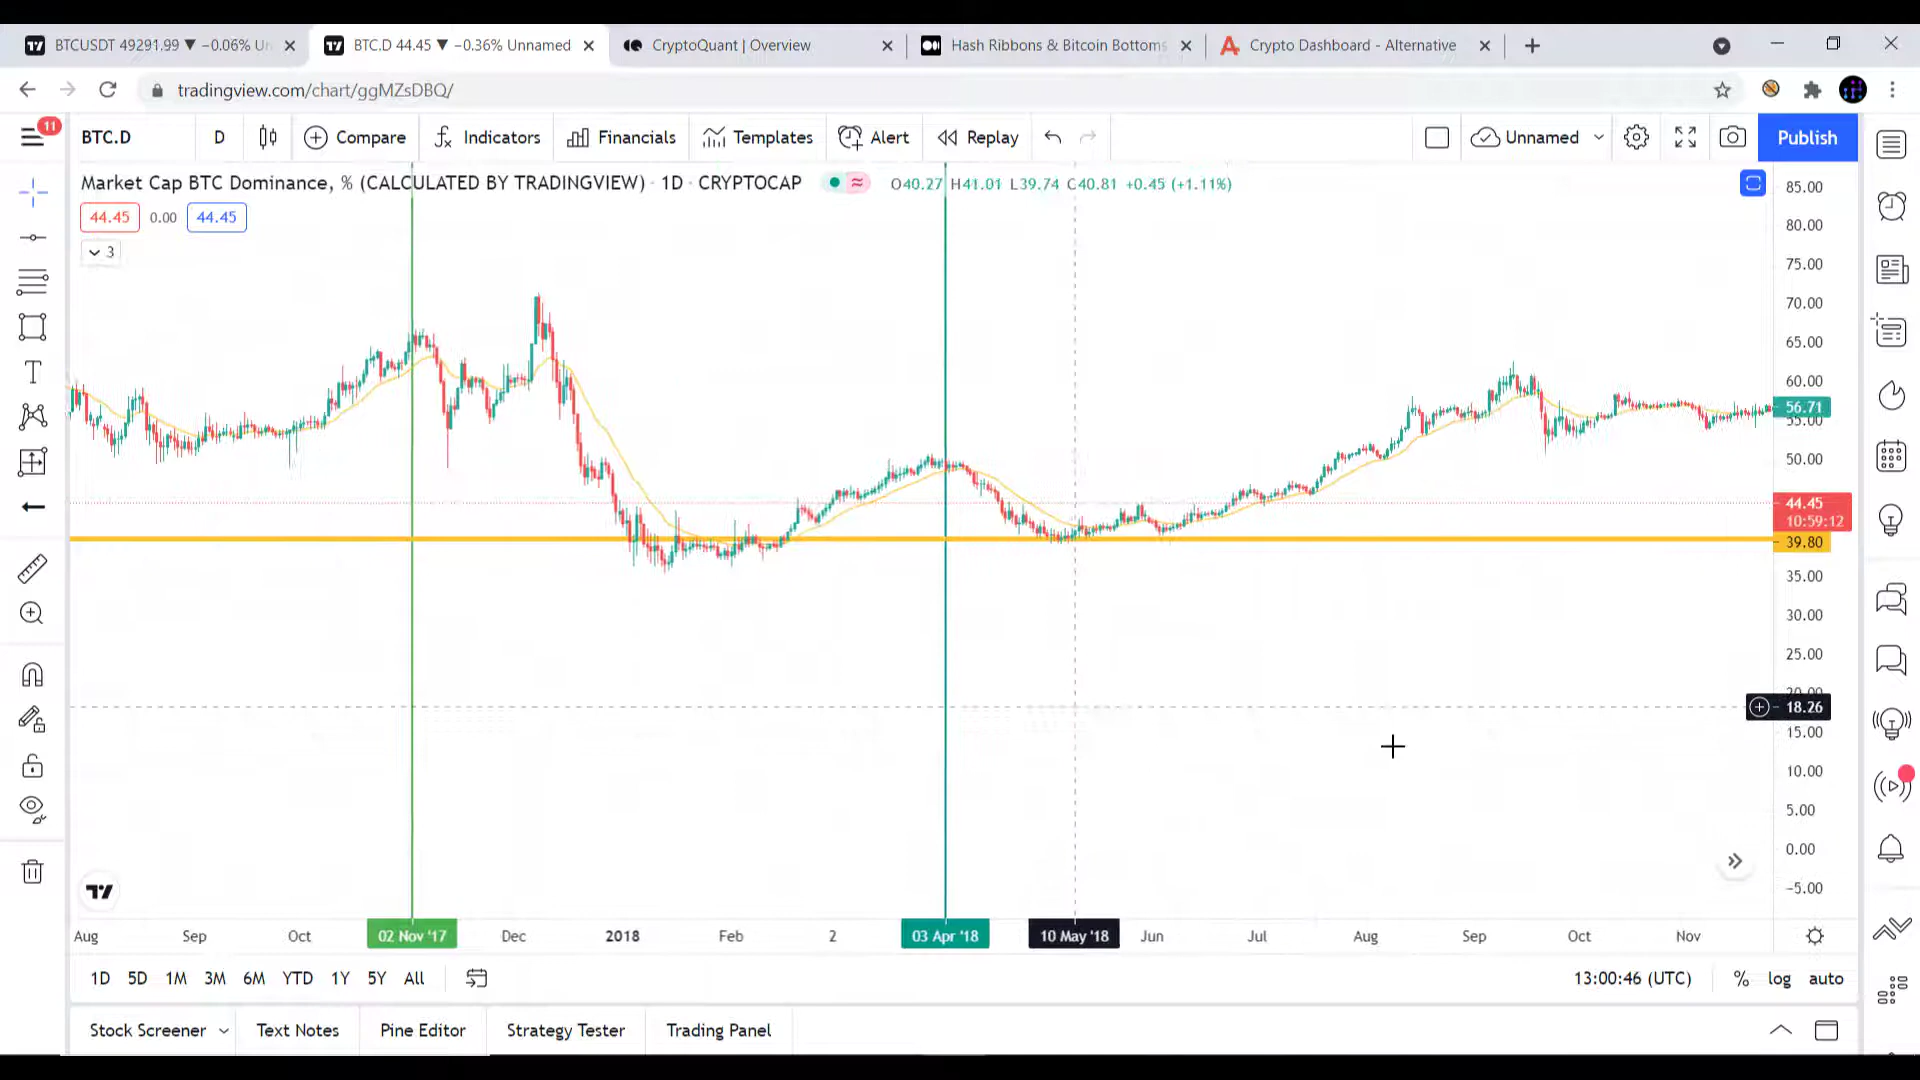 BTCUSDT 49291.99 ▼ −0.06% Un
BTC.D 44.45 ▼ −0.36% Unnamed
CryptoQuant | Overview
Hash Ribbons & Bitcoin Bottoms
Crypto Dashboard - Alternative
tradingview.com/chart/ggMZsDBQ/
11
BTC.D
D
Compare
Indicators
Financials
Templates
Alert
Replay
Unnamed
Publish
Market Cap BTC Dominance, % (CALCULATED BY TRADINGVIEW) · 1D · CRYPTOCAP
O40.27 H41.01 L39.74 C40.81 +0.45 (+1.11%)
44.45 0.00 44.45
3
85.00
80.00
75.00
70.00
65.00
60.00
56.71
55.00
50.00
44.45
10:59:12
39.80
35.00
30.00
25.00
20.00
18.26
15.00
10.00
5.00
0.00
−5.00
Aug Sep Oct 02 Nov '17 Dec 2018 Feb 2 03 Apr '18 10 May '18 Jun Jul Aug Sep Oct Nov
1D 5D 1M 3M 6M YTD 1Y 5Y All
13:00:46 (UTC) % log auto
Stock Screener Text Notes Pine Editor Strategy Tester Trading Panel